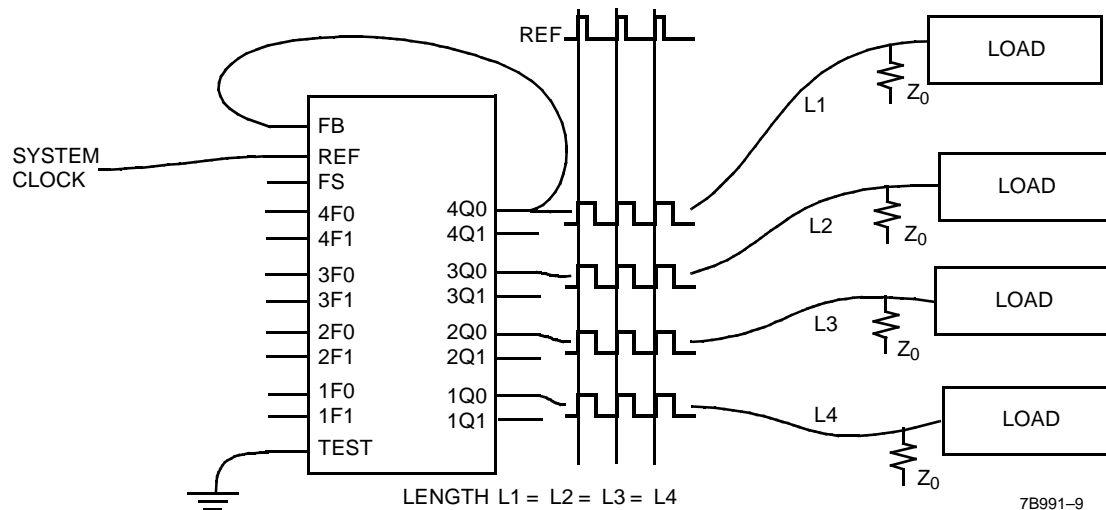 REF
LOAD
L1
Z0
FB
SYSTEM
CLOCK
REF
FS
4F0
4F1
3F0
3F1
2F0
2F1
1F0
1F1
TEST
4Q0
4Q1
3Q0
3Q1
2Q0
2Q1
1Q0
1Q1
LOAD
L2
Z0
LOAD
L3
Z0
LOAD
L4
Z0
LENGTH L1 = L2 = L3 = L4
7B991–9